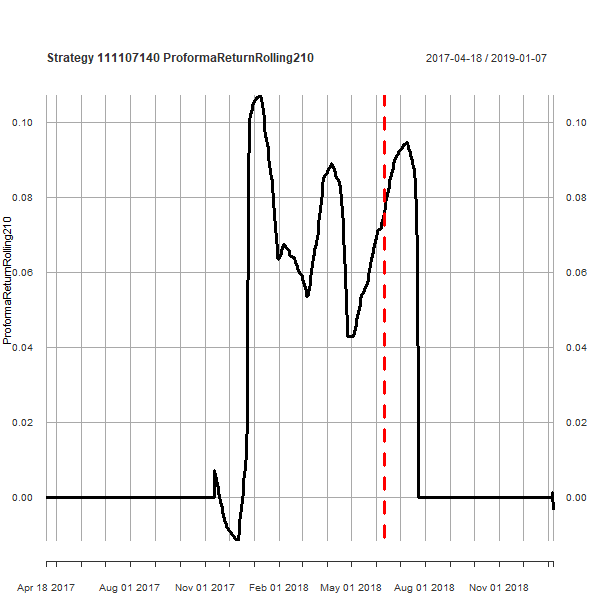 Strategy 111107140 ProformaReturnRolling210
2017-04-18 / 2019-01-07
ProformaReturnRolling210
0.10
0.08
0.06
0.04
0.02
0.00
0.10
0.08
0.06
0.04
0.02
0.00
Apr 18 2017
Aug 01 2017
Nov 01 2017
Feb 01 2018
May 01 2018
Aug 01 2018
Nov 01 2018